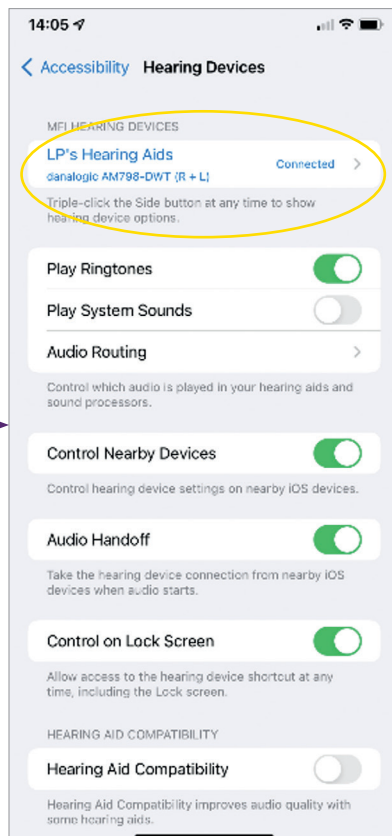 14:05
Accessibility Hearing Devices
MFI HEARING DEVICES
LP's Hearing Aids
Connected
danalogic AM798-DWT (R + L)
Triple-click the Side button at any time to show
hearing device options.
Play Ringtones
Play System Sounds
Audio Routing
Control which audio is played in your hearing aids and
sound processors.
Control Nearby Devices
Control hearing device settings on nearby iOS devices.
Audio Handoff
Take the hearing device connection from nearby iOS
devices when audio starts.
Control on Lock Screen
Allow access to the hearing device shortcut at any
time, including the Lock screen.
HEARING AID COMPATIBILITY
Hearing Aid Compatibility
Hearing Aid Compatibility improves audio quality with
some hearing aids.